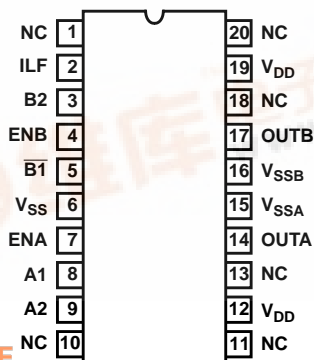 NC 1 20 NC
ILF 2 19 VDD
B2 3 18 NC
ENB 4 17 OUTB
B1 5 16 VSSB
VSS 6 15 VSSA
ENA 7 14 OUTA
A1 8 13 NC
A2 9 12 VDD
NC 10 11 NC